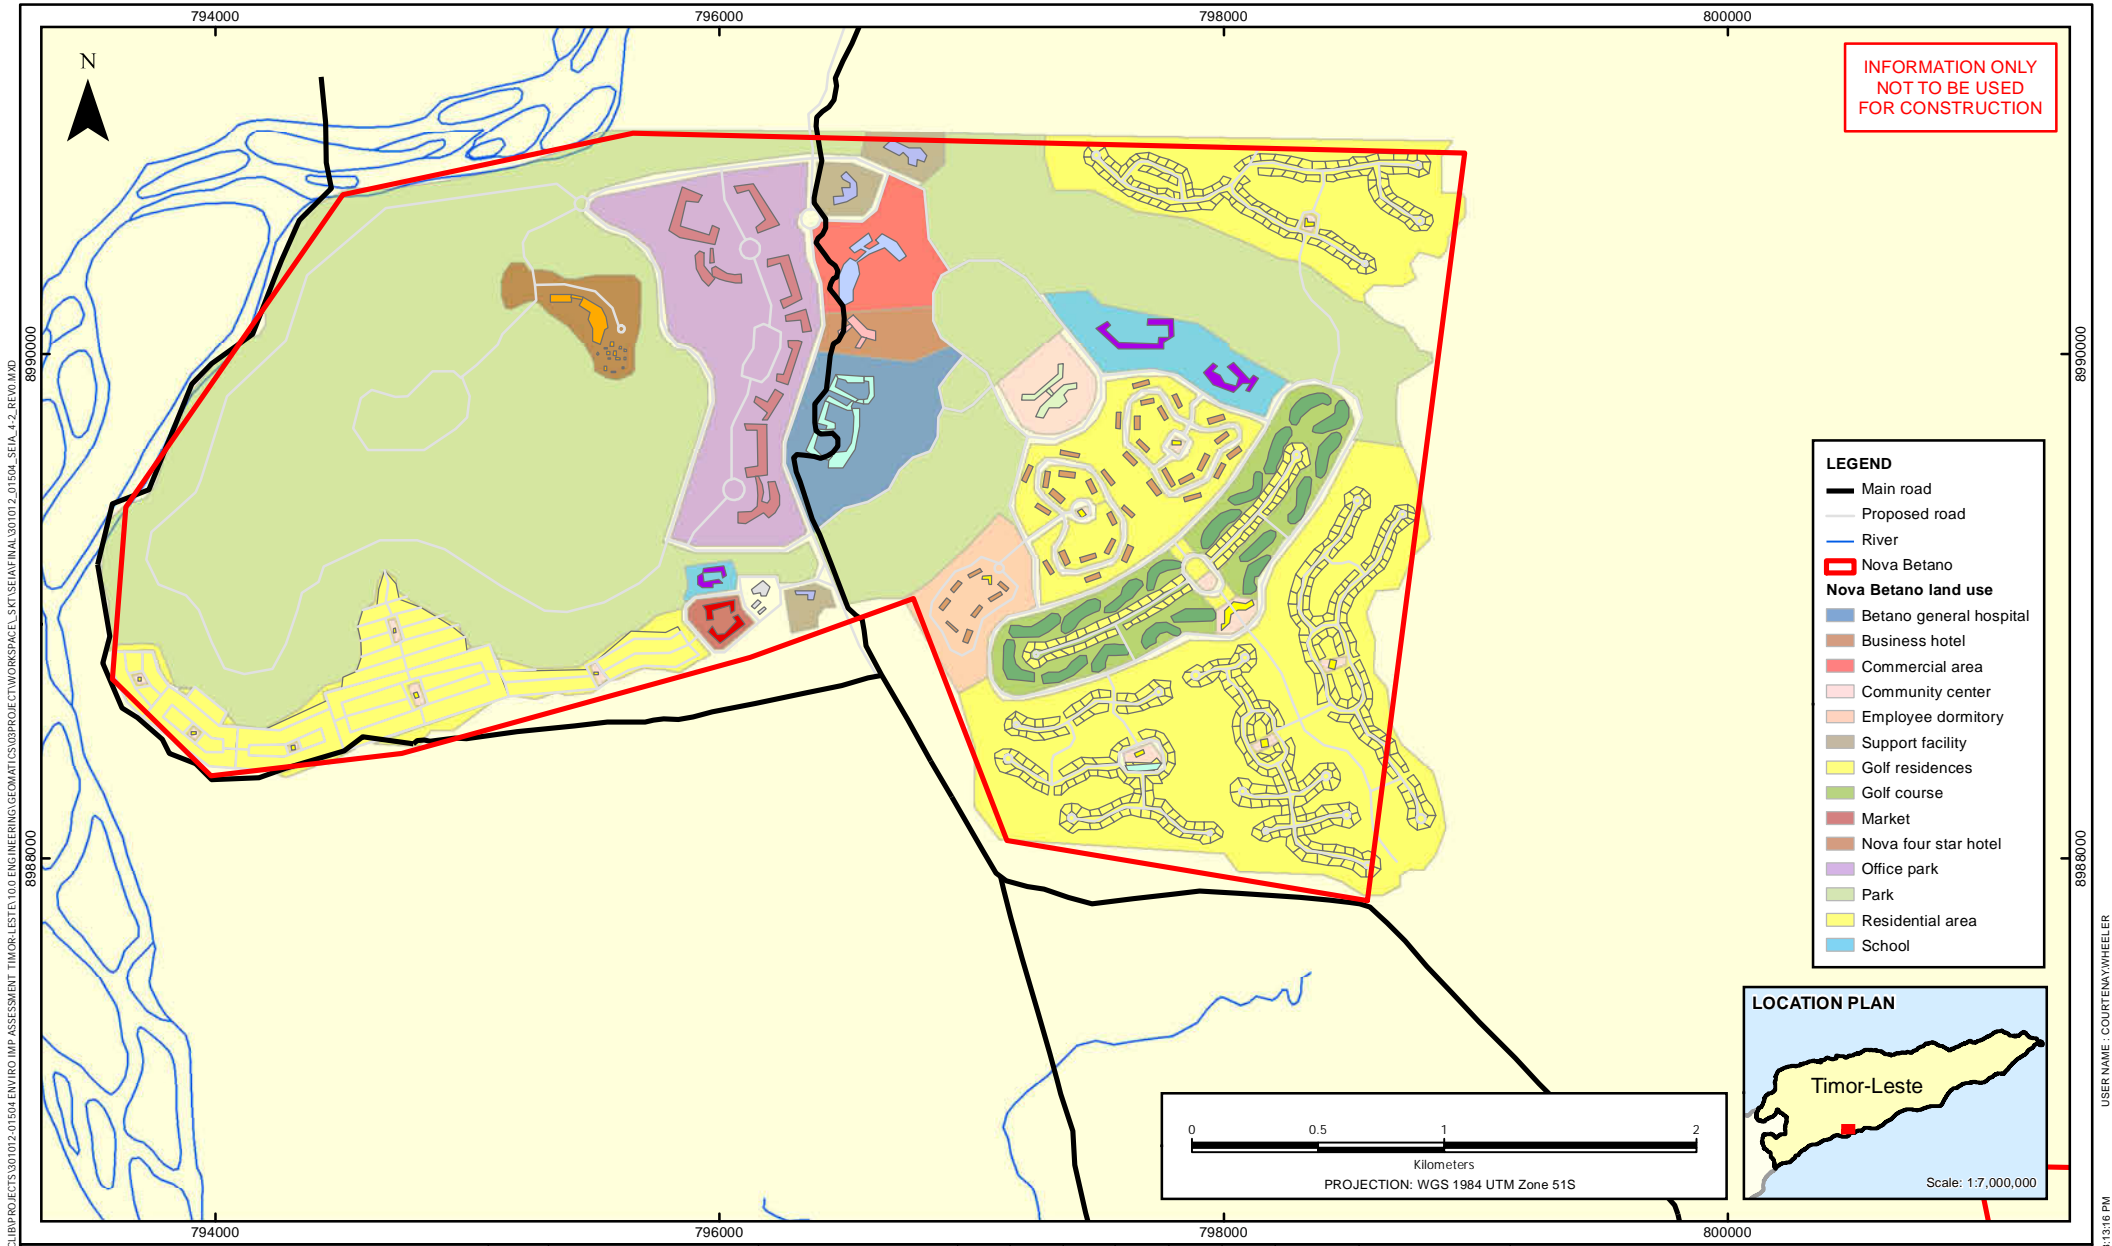 794000
796000
798000
800000
N
INFORMATION ONLY
NOT TO BE USED
FOR CONSTRUCTION
8990000
8990000
8988000
8988000
LEGEND
Main road
Proposed road
River
Nova Betano
Nova Betano land use
Betano general hospital
Business hotel
Commercial area
Community center
Employee dormitory
Support facility
Golf residences
Golf course
Market
Nova four star hotel
Office park
Park
Residential area
School
LOCATION PLAN
Timor-Leste
Scale: 1:7,000,000
0 0.5 1 2
Kilometers
PROJECTION: WGS 1984 UTM Zone 51S
794000
796000
798000
800000
USER NAME : COURTENAY.WHEELER
:13:16 PM